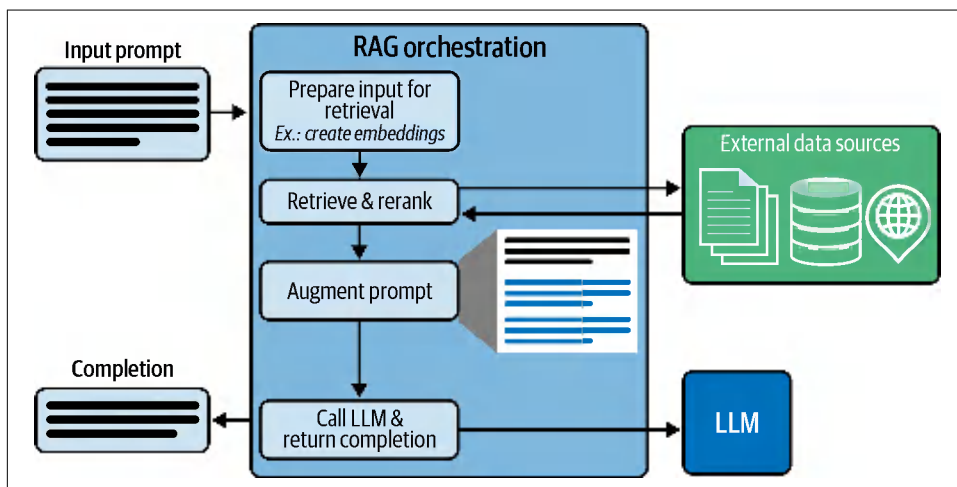 RAG orchestration
Input prompt
Prepare input for
retrieval
Ex.: create embeddings
External data sources
Retrieve & rerank
Augment prompt
Completion
Call LLM &
return completion
LLM